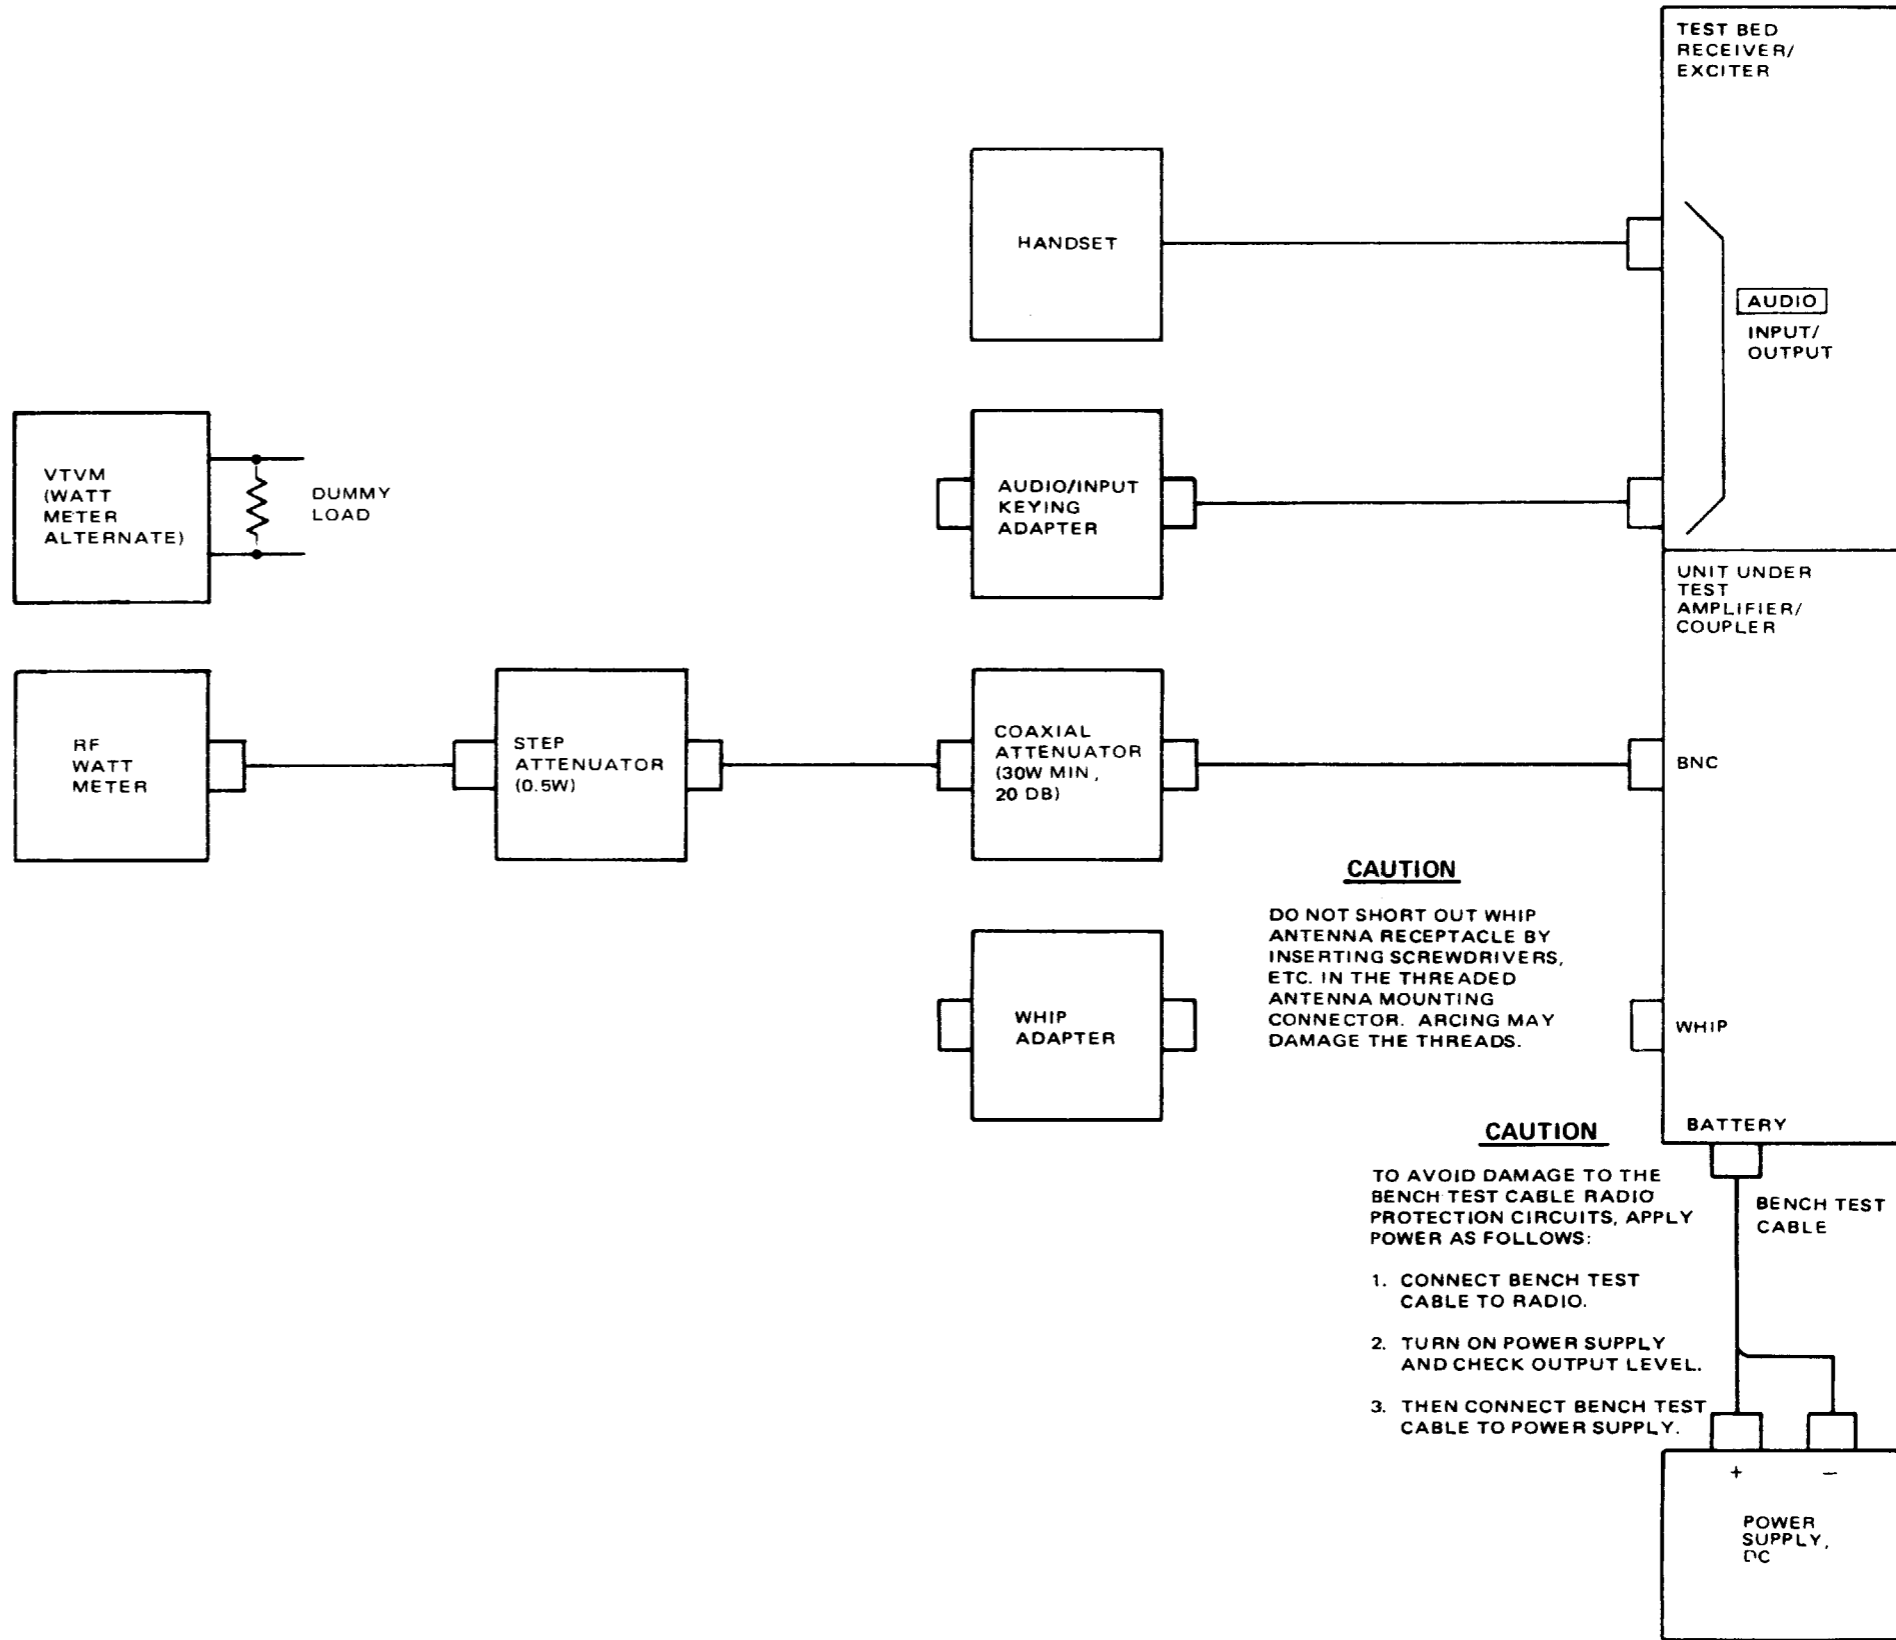 TEST BED
RECEIVER/
EXCITER
HANDSET
AUDIO
INPUT/
OUTPUT
VTVM
(WATT
METER
ALTERNATE)
DUMMY
LOAD
AUDIO/INPUT
KEYING
ADAPTER
UNIT UNDER
TEST
AMPLIFIER/
COUPLER
RF
WATT
METER
STEP
ATTENUATOR
(0.5W)
COAXIAL
ATTENUATOR
(30W MIN,
20 DB)
BNC
CAUTION
DO NOT SHORT OUT WHIP
ANTENNA RECEPTACLE BY
INSERTING SCREWDRIVERS,
ETC. IN THE THREADED
ANTENNA MOUNTING
CONNECTOR. ARCING MAY
DAMAGE THE THREADS.
WHIP
ADAPTER
WHIP
BATTERY
CAUTION
TO AVOID DAMAGE TO THE
BENCH TEST CABLE RADIO
PROTECTION CIRCUITS, APPLY
POWER AS FOLLOWS:
1. CONNECT BENCH TEST
CABLE TO RADIO.
2. TURN ON POWER SUPPLY
AND CHECK OUTPUT LEVEL.
3. THEN CONNECT BENCH TEST
CABLE TO POWER SUPPLY.
BENCH TEST
CABLE
+ −
POWER
SUPPLY,
DC